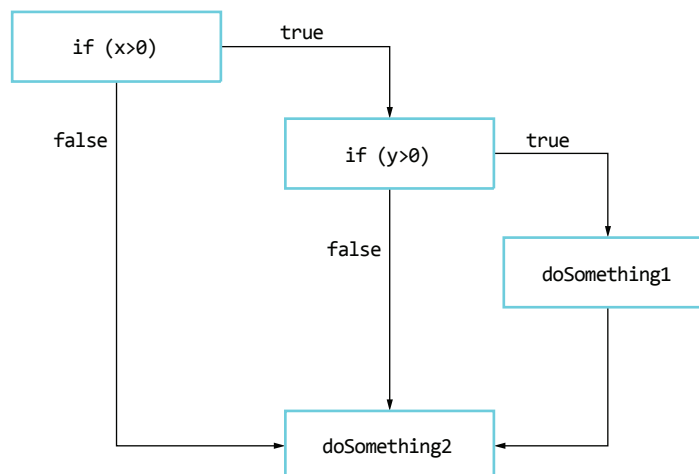 if (x>0)
true
false
if (y>0)
true
false
doSomething1
doSomething2